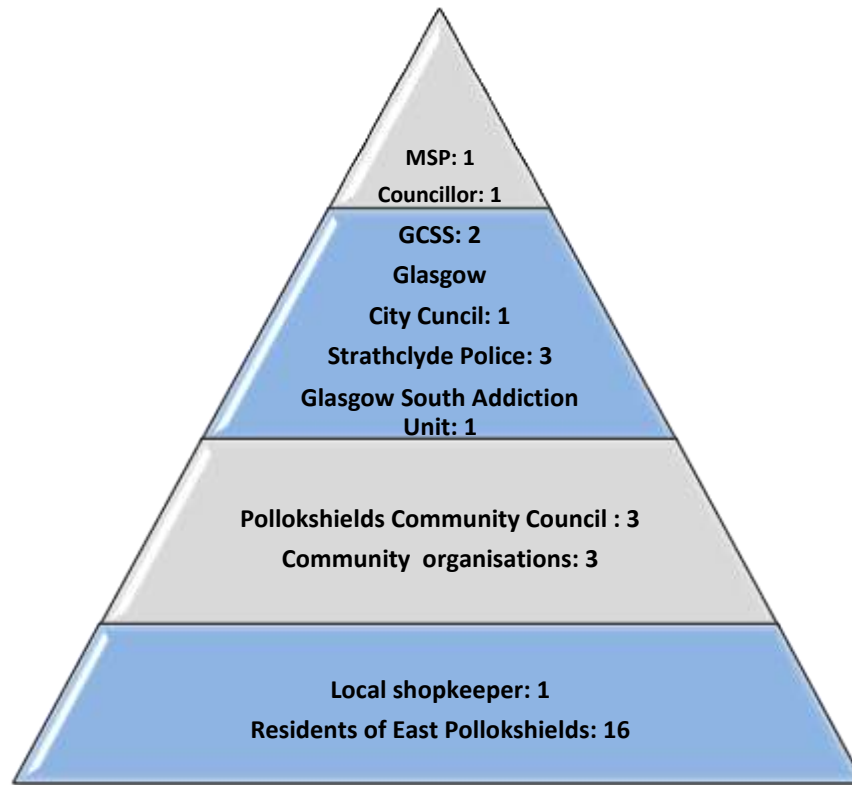 MSP: 1
Councillor: 1
GCSS: 2
Glasgow
City Cuncil: 1
Strathclyde Police: 3
Glasgow South Addiction
Unit: 1
Pollokshields Community Council : 3
Community organisations: 3
Local shopkeeper: 1
Residents of East Pollokshields: 16